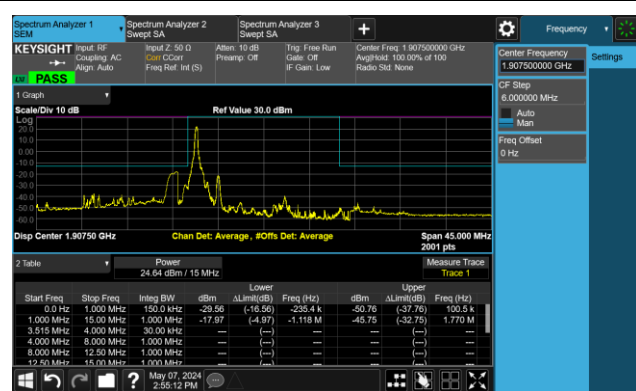 Spectrum Analyzer 1
SEM
Spectrum Analyzer 2
Swept SA
Spectrum Analyzer 3
Swept SA
Frequency
KEYSIGHT
Input: RF
Coupling: AC
Align: Auto
Input Z: 50 Ω
Corr CCorr
Freq Ref: Int (S)
Atten: 10 dB
Preamp: Off
Trig: Free Run
Gate: Off
IF Gain: Low
Center Freq: 1.907500000 GHz
Avg|Hold: 100.00% of 100
Radio Std: None
LW PASS
Center Frequency
1.907500000 GHz
Settings
CF Step
6.000000 MHz
Auto
Man
Freq Offset
0 Hz
1 Graph
Scale/Div 10 dB
Ref Value 30.0 dBm
Log
20.0
10.0
0.00
-10.0
-20.0
-30.0
-40.0
-50.0
-60.0
Disp Center 1.90750 GHz
Chan Det: Average, #Offs Det: Average
Span 45.000 MHz
2001 pts
2 Table
Power
24.64 dBm / 15 MHz
Measure Trace
Trace 1
Lower Upper
Start Freq Stop Freq Integ BW dBm ΔLimit(dB) Freq (Hz) dBm ΔLimit(dB) Freq (Hz)
0.0 Hz 1.000 MHz 150.0 kHz -29.56 (-16.56) -235.4 k -50.76 (-37.76) 100.5 k
1.000 MHz 15.00 MHz 1.000 MHz -17.97 (-4.97) -1.118 M -45.75 (-32.75) 1.770 M
3.515 MHz 4.000 MHz 30.00 kHz --- (---) --- --- (---) ---
4.000 MHz 8.000 MHz 1.000 MHz --- (---) --- --- (---) ---
8.000 MHz 12.50 MHz 1.000 MHz --- (---) --- --- (---) ---
12.50 MHz 15.00 MHz 1.000 MHz --- (---) --- --- (---) ---
May 07, 2024
2:55:12 PM